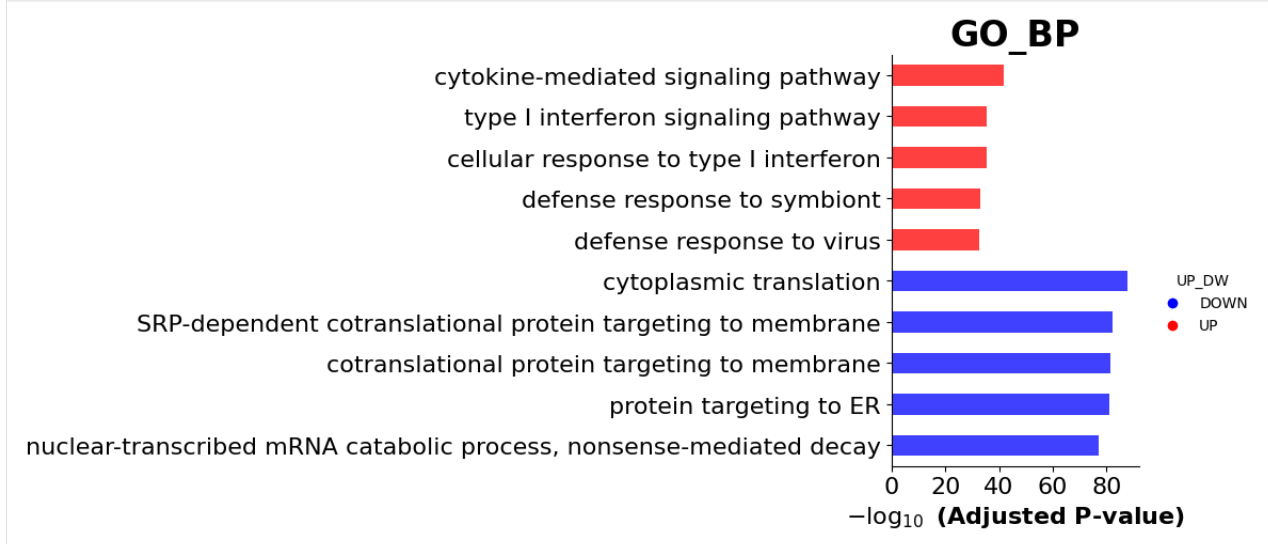 GO_BP
cytokine-mediated signaling pathway
type I interferon signaling pathway
cellular response to type I interferon
defense response to symbiont
defense response to virus
cytoplasmic translation
SRP-dependent cotranslational protein targeting to membrane
cotranslational protein targeting to membrane
protein targeting to ER
nuclear-transcribed mRNA catabolic process, nonsense-mediated decay
0 20 40 60 80
−log₁₀ (Adjusted P-value)
UP_DW
DOWN
UP